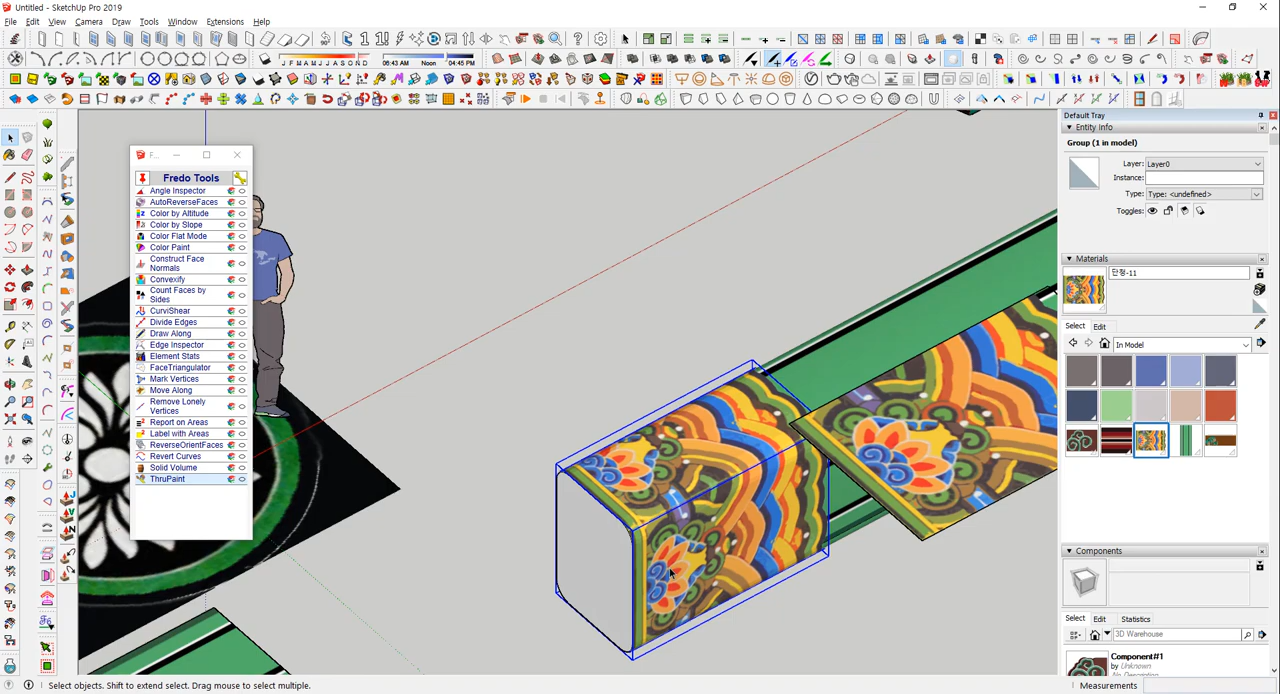 Untitled - SketchUp Pro 2019
File Edit View Camera Draw Tools Window Extensions Help
J F M A M J J A S O N D
06:43 AM Noon 04:45 PM
F...
Fredo Tools
Angle Inspector
AutoReverseFaces
Color by Altitude
Color by Slope
Color Flat Mode
Color Paint
Construct Face
Normals
Convexify
Count Faces by
Sides
CurviShear
Divide Edges
Draw Along
Edge Inspector
Element Stats
FaceTriangulator
Mark Vertices
Move Along
Remove Lonely
Vertices
Report on Areas
Label with Areas
ReverseOrientFaces
Revert Curves
Solid Volume
ThruPaint
Default Tray
Entity Info
Group (1 in model)
Layer: Layer0
Instance:
Type: Type: <undefined>
Toggles:
Materials
단청-11
Select Edit
In Model
Components
Select Edit Statistics
3D Warehouse
Component#1
by Unknown
No Description
Select objects. Shift to extend select. Drag mouse to select multiple.
Measurements